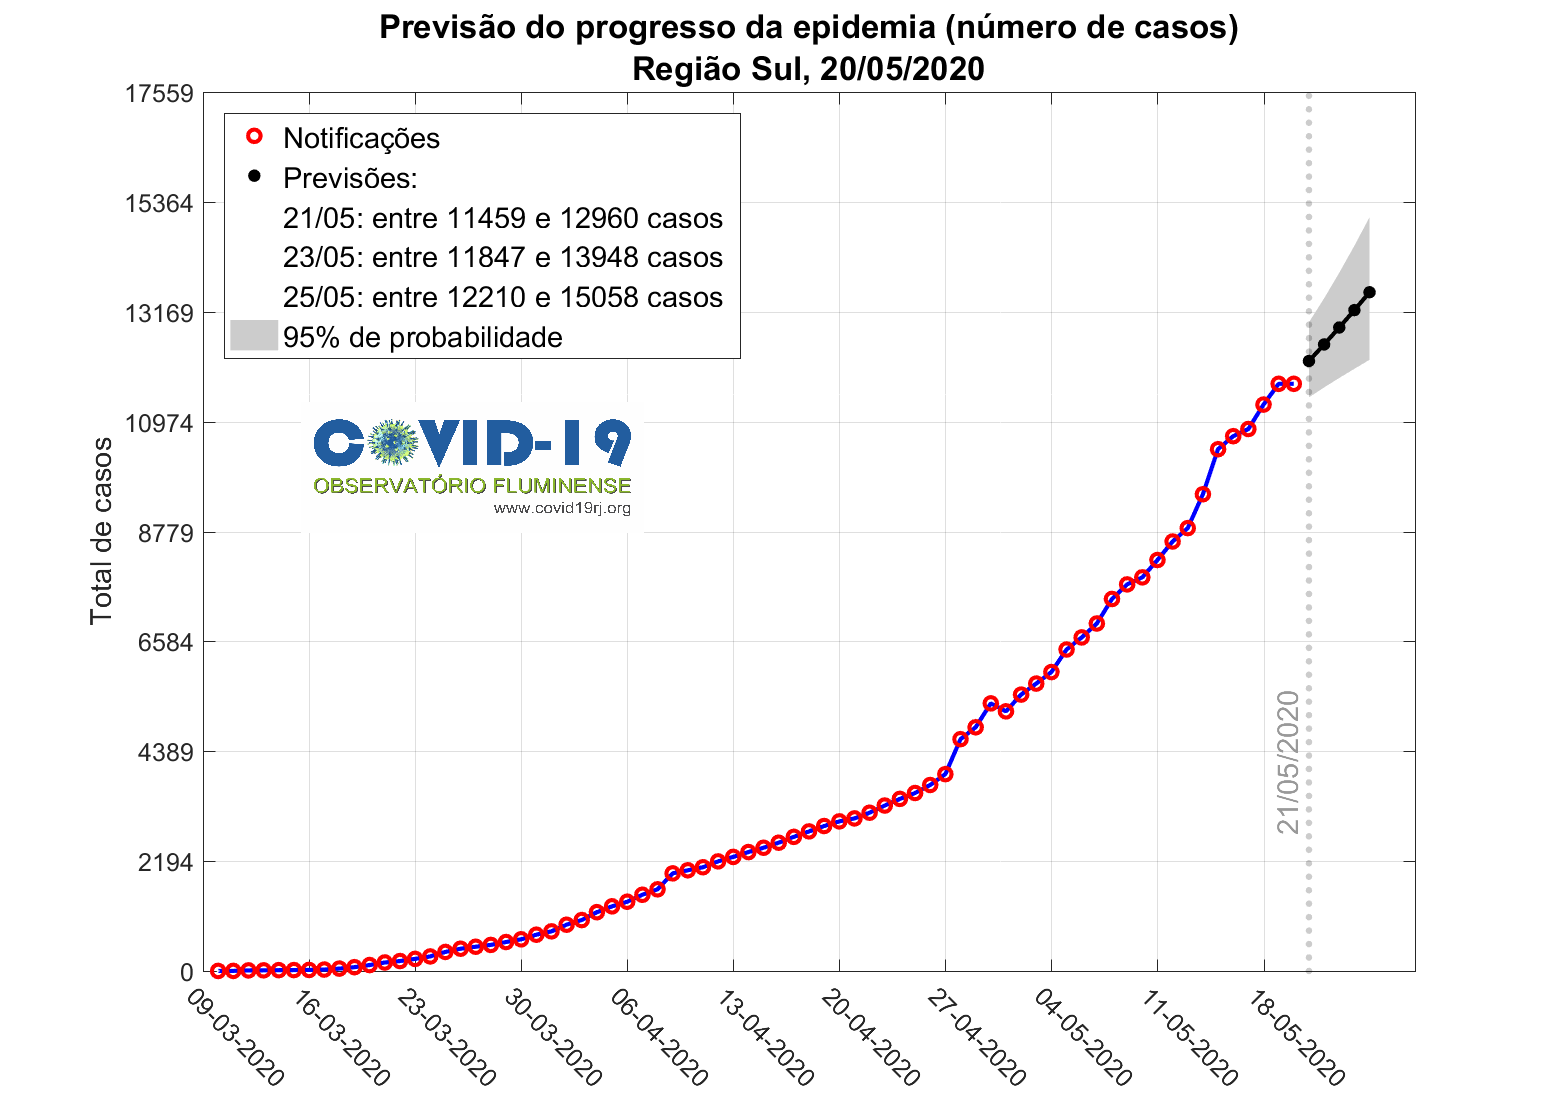 Previsão do progresso da epidemia (número de casos)
Região Sul, 20/05/2020
17559
15364
13169
10974
8779
6584
4389
2194
0
Total de casos
Notificações
Previsões:
21/05: entre 11459 e 12960 casos
23/05: entre 11847 e 13948 casos
25/05: entre 12210 e 15058 casos
95% de probabilidade
COVID-19
OBSERVATÓRIO FLUMINENSE
www.covid19rj.org
21/05/2020
09-03-2020
16-03-2020
23-03-2020
30-03-2020
06-04-2020
13-04-2020
20-04-2020
27-04-2020
04-05-2020
11-05-2020
18-05-2020